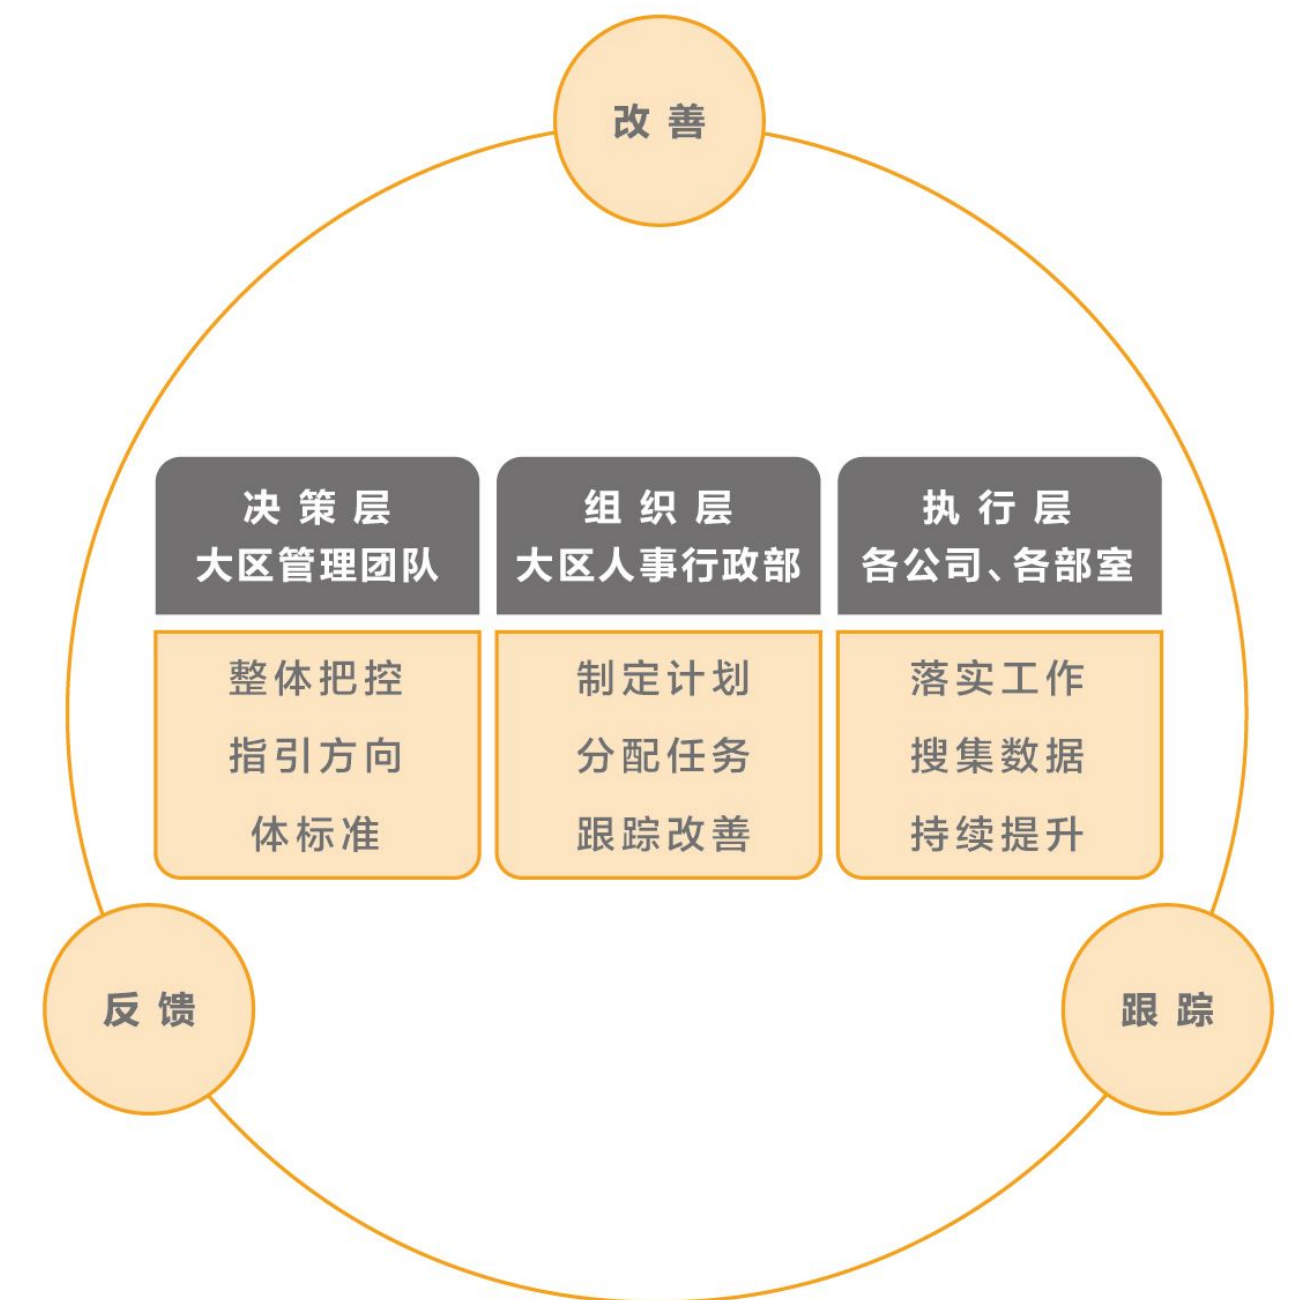 改善
决策层
大区管理团队
整体把控
指引方向
体标准
组织层
大区人事行政部
制定计划
分配任务
跟踪改善
执行层
各公司、各部室
落实工作
搜集数据
持续提升
反馈
跟踪